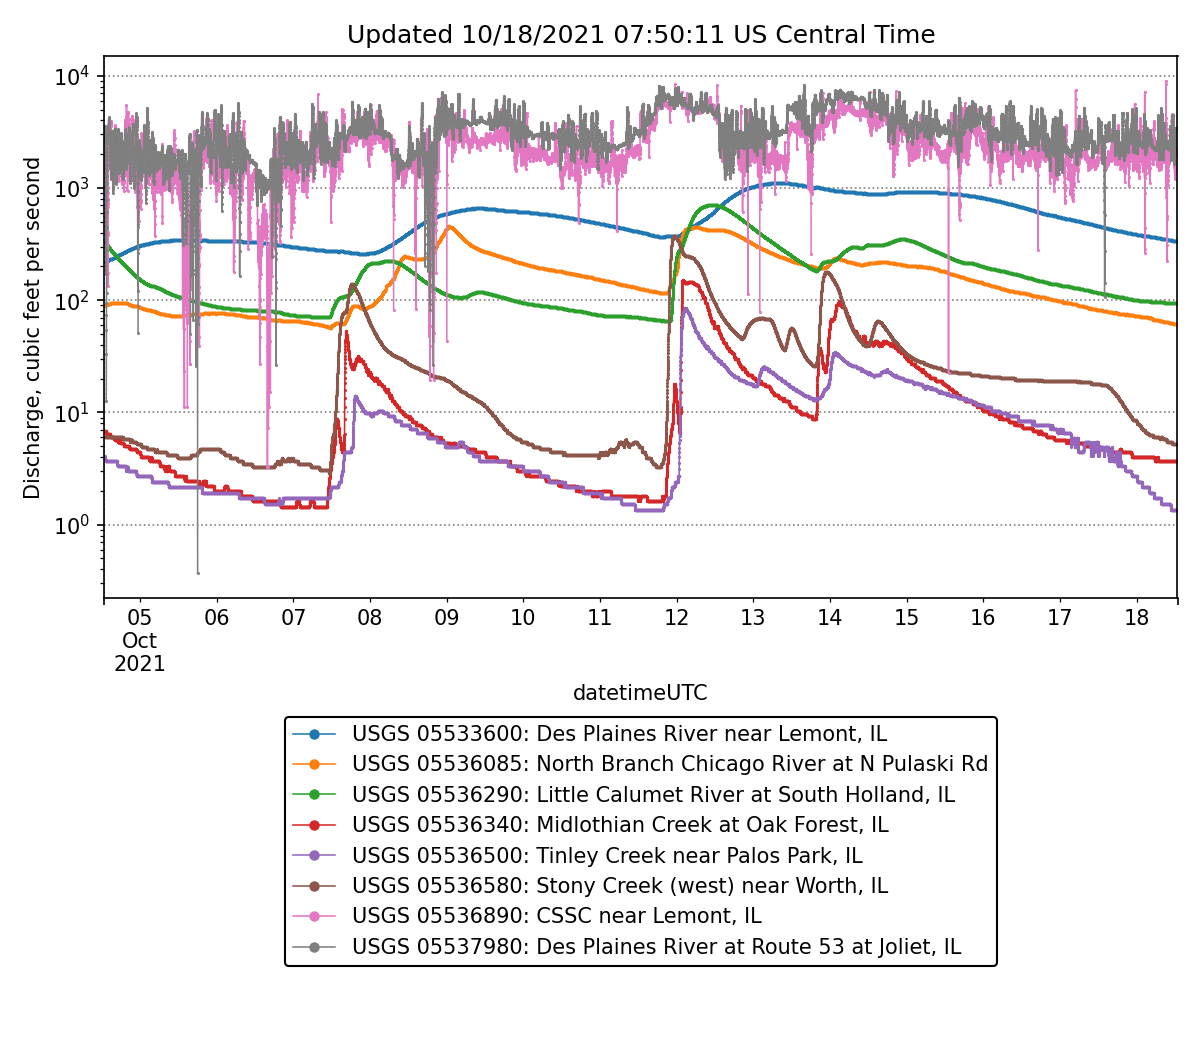 Updated 10/18/2021 07:50:11 US Central Time
Discharge, cubic feet per second
10⁴
10³
10²
10¹
10⁰
05 06 07 08 09 10 11 12 13 14 15 16 17 18
Oct
2021
datetimeUTC
USGS 05533600: Des Plaines River near Lemont, IL
USGS 05536085: North Branch Chicago River at N Pulaski Rd
USGS 05536290: Little Calumet River at South Holland, IL
USGS 05536340: Midlothian Creek at Oak Forest, IL
USGS 05536500: Tinley Creek near Palos Park, IL
USGS 05536580: Stony Creek (west) near Worth, IL
USGS 05536890: CSSC near Lemont, IL
USGS 05537980: Des Plaines River at Route 53 at Joliet, IL